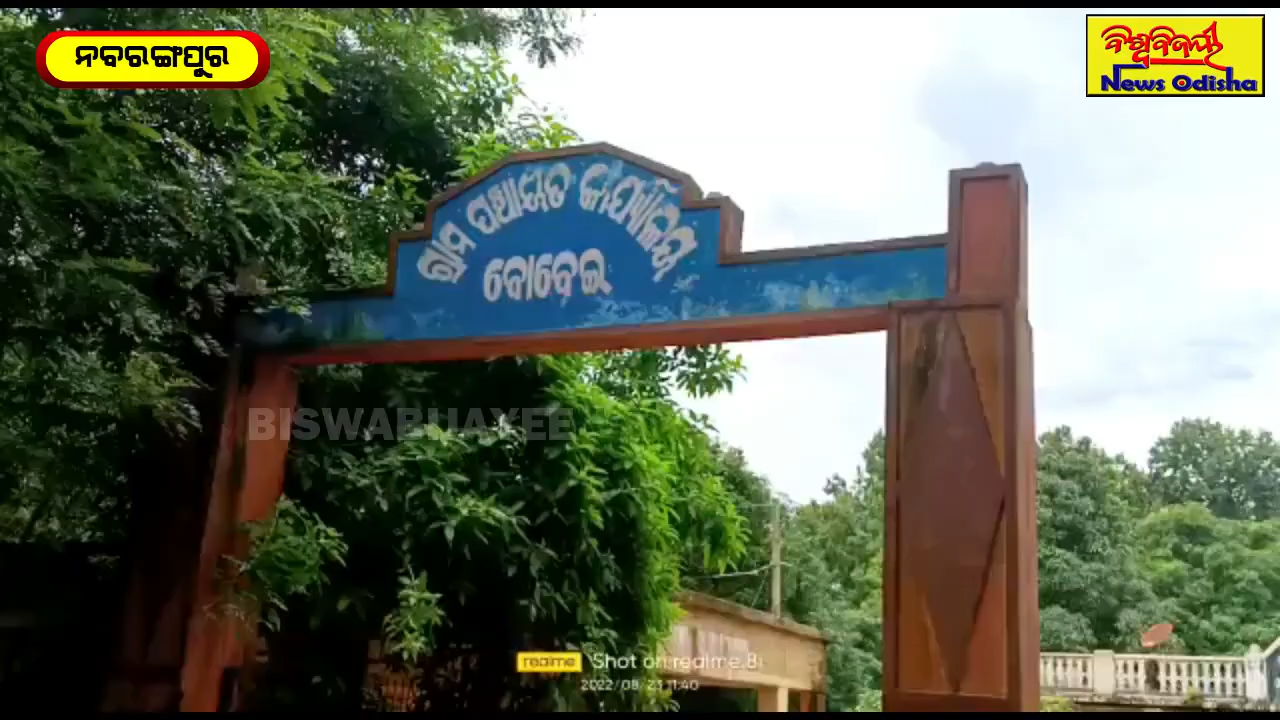 ନବରଙ୍ଗପୁର
ବିଶ୍ୱବିଜୟୀ
News Odisha
ଗ୍ରାମ ପଞ୍ଚାୟତ କାର୍ଯ୍ୟାଳୟ
ବୋବେଇ
BISWABIJAYEE
realme Shot on realme 8i
2022/08/23 11:40